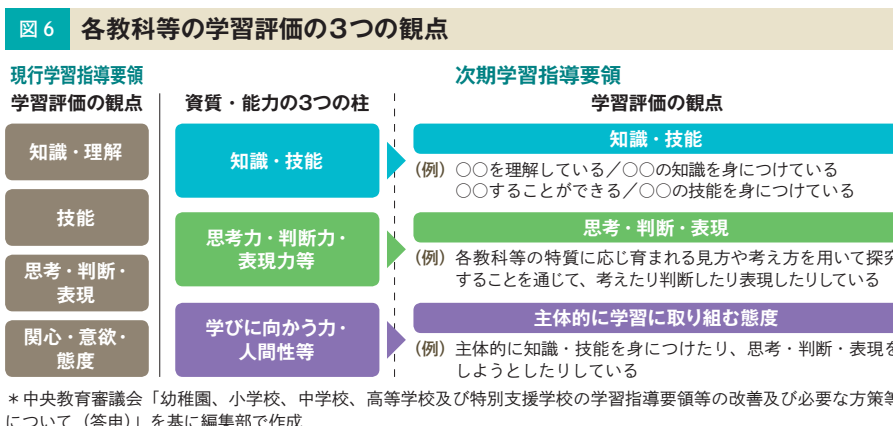 図6 各教科等の学習評価の3つの観点
現行学習指導要領
学習評価の観点
知識・理解
技能
思考・判断・
表現
関心・意欲・
態度
資質・能力の3つの柱
知識・技能
思考力・判断力・
表現力等
学びに向かう力・
人間性等
次期学習指導要領
学習評価の観点
知識・技能
(例) ○○を理解している/○○の知識を身につけている
○○することができる/○○の技能を身につけている
思考・判断・表現
(例) 各教科等の特質に応じ育まれる見方や考え方を用いて探究
することを通じて、考えたり判断したり表現したりしている
主体的に学習に取り組む態度
(例) 主体的に知識・技能を身につけたり、思考・判断・表現を
しようとしたりしている
*中央教育審議会「幼稚園、小学校、中学校、高等学校及び特別支援学校の学習指導要領等の改善及び必要な方策等
について(答申)」を基に編集部で作成